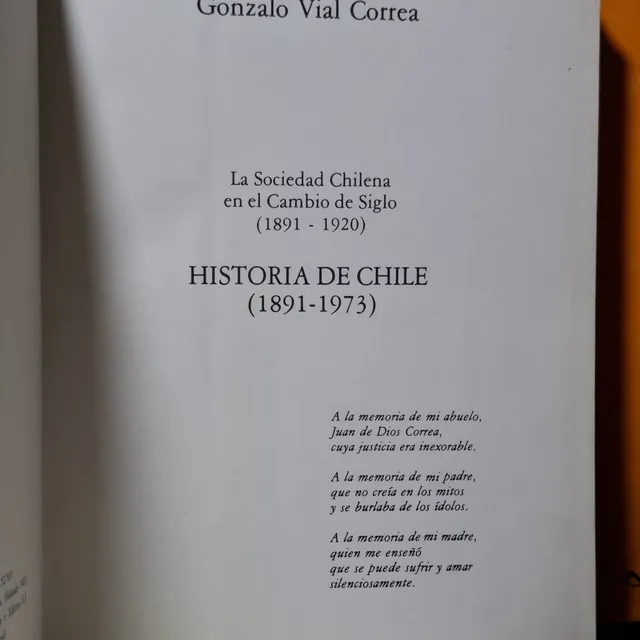 Gonzalo Vial Correa
La Sociedad Chilena
en el Cambio de Siglo
(1891 - 1920)
HISTORIA DE CHILE
(1891-1973)
A la memoria de mi abuelo,
Juan de Dios Correa,
cuya justicia era inexorable.
A la memoria de mi padre,
que no creía en los mitos
y se burlaba de los ídolos.
A la memoria de mi madre,
quien me enseñó
que se puede sufrir y amar
silenciosamente.